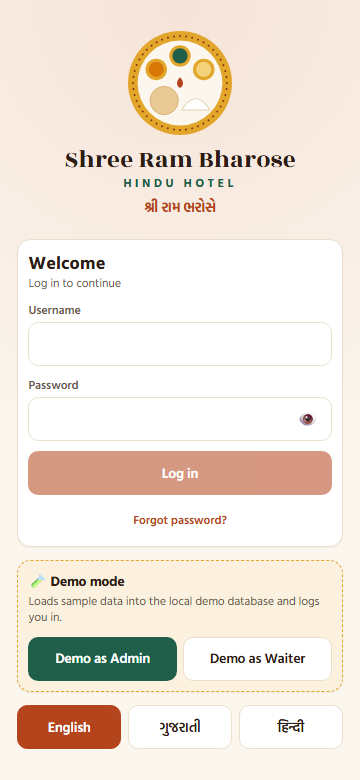 Shree Ram Bharose
HINDU HOTEL
શ્રી રામ ભરોસે
Welcome
Log in to continue
Username
Password
Log in
Forgot password?
Demo mode
Loads sample data into the local demo database and logs
you in.
Demo as Admin
Demo as Waiter
English
ગુજરાતી
हिन्दी